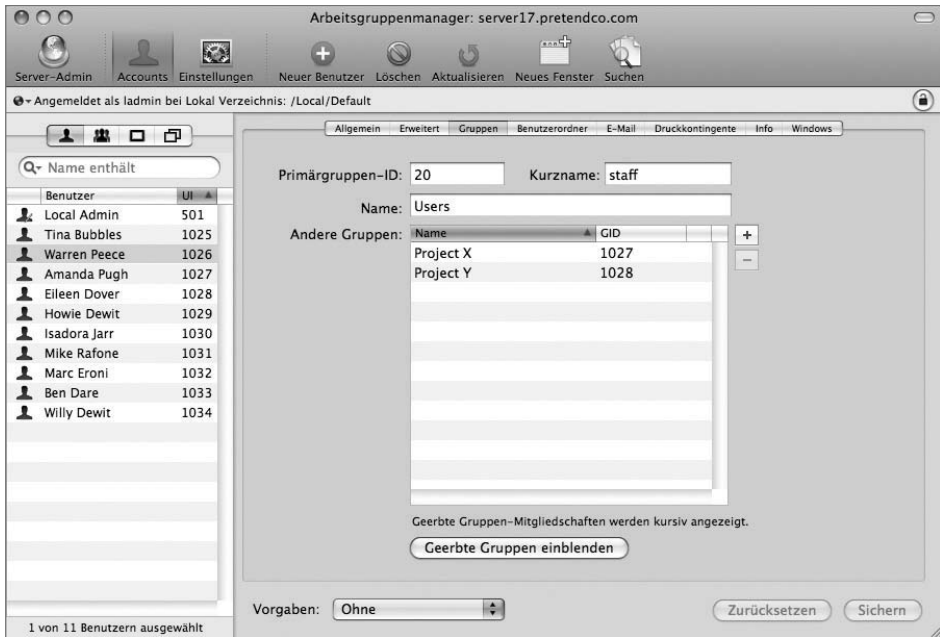 Arbeitsgruppenmanager: server17.pretendco.com
Server-Admin Accounts Einstellungen Neuer Benutzer Löschen Aktualisieren Neues Fenster Suchen
Angemeldet als ladmin bei Lokal Verzeichnis: /Local/Default
Name enthält
Benutzer UI
Local Admin 501
Tina Bubbles 1025
Warren Peece 1026
Amanda Pugh 1027
Eileen Dover 1028
Howie Dewit 1029
Isadora Jarr 1030
Mike Rafone 1031
Marc Eroni 1032
Ben Dare 1033
Willy Dewit 1034
1 von 11 Benutzern ausgewählt
Allgemein Erweitert Gruppen Benutzerordner E-Mail Druckkontingente Info Windows
Primärgruppen-ID: 20 Kurzname: staff
Name: Users
Andere Gruppen: Name GID
Project X 1027
Project Y 1028
+
−
Geerbte Gruppen-Mitgliedschaften werden kursiv angezeigt.
Geerbte Gruppen einblenden
Vorgaben: Ohne Zurücksetzen Sichern